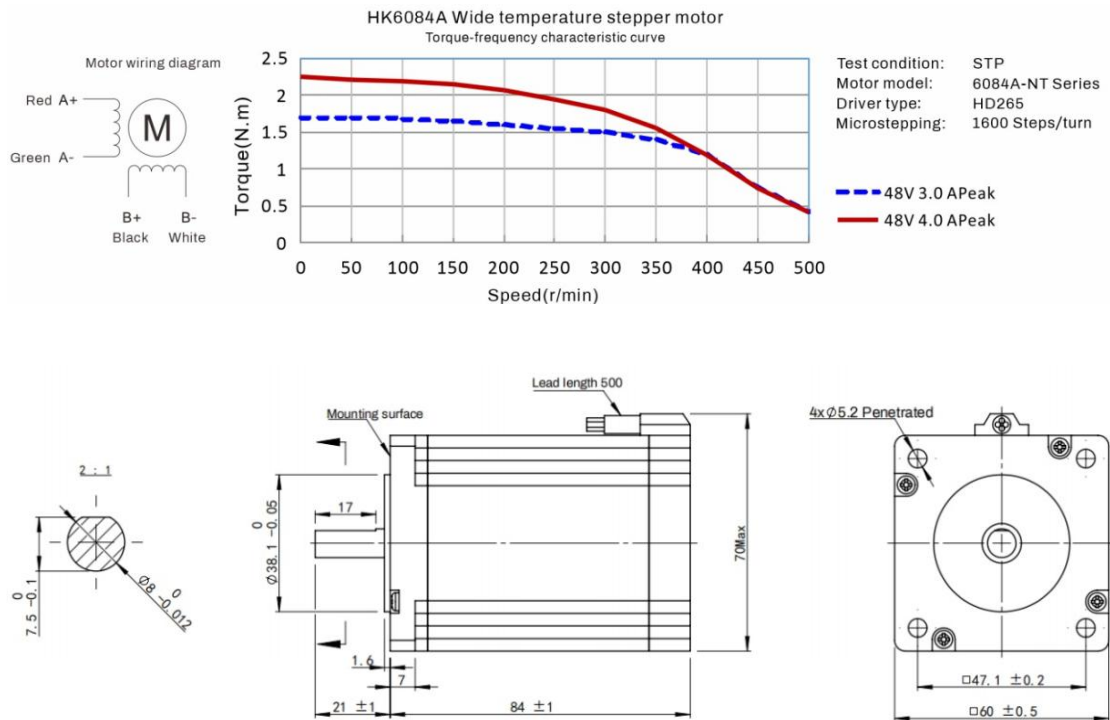 HK6084A Wide temperature stepper motor
Torque-frequency characteristic curve
Motor wiring diagram
Red A+
Green A-
M
B+
B-
Black
White
Torque(N.m)
2.5
2
1.5
1
0.5
0
0 50 100 150 200 250 300 350 400 450 500
Speed(r/min)
Test condition: STP
Motor model: 6084A-NT Series
Driver type: HD265
Microstepping: 1600 Steps/turn
48V 3.0 APeak
48V 4.0 APeak
2 : 1
0
7.5 -0.1
0
Ø8 -0.012
Mounting surface
Lead length 500
17
0
Ø38.1 -0.05
70Max
1.6
7
21 ±1
84 ±1
4xØ5.2 Penetrated
□47.1 ±0.2
□60 ±0.5